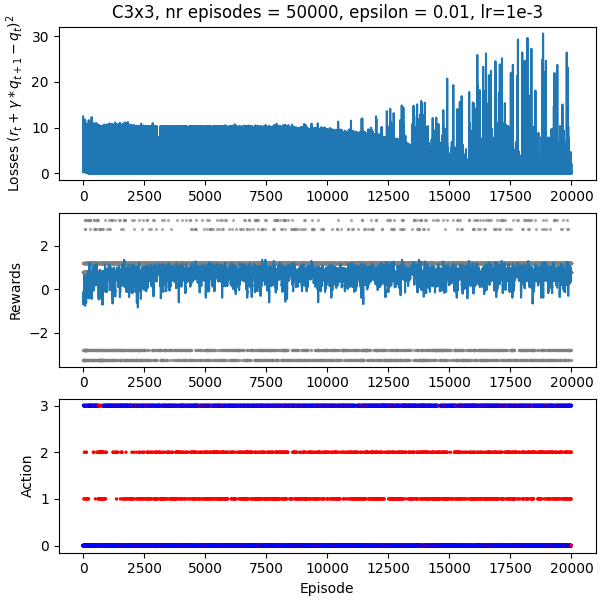 C3x3, nr episodes = 50000, epsilon = 0.01, lr=1e-3
Losses $(r_t + \gamma * q_{t+1} - q_t)^2$
30
20
10
0
0 2500 5000 7500 10000 12500 15000 17500 20000
Rewards
2
0
−2
0 2500 5000 7500 10000 12500 15000 17500 20000
Action
3
2
1
0
0 2500 5000 7500 10000 12500 15000 17500 20000
Episode